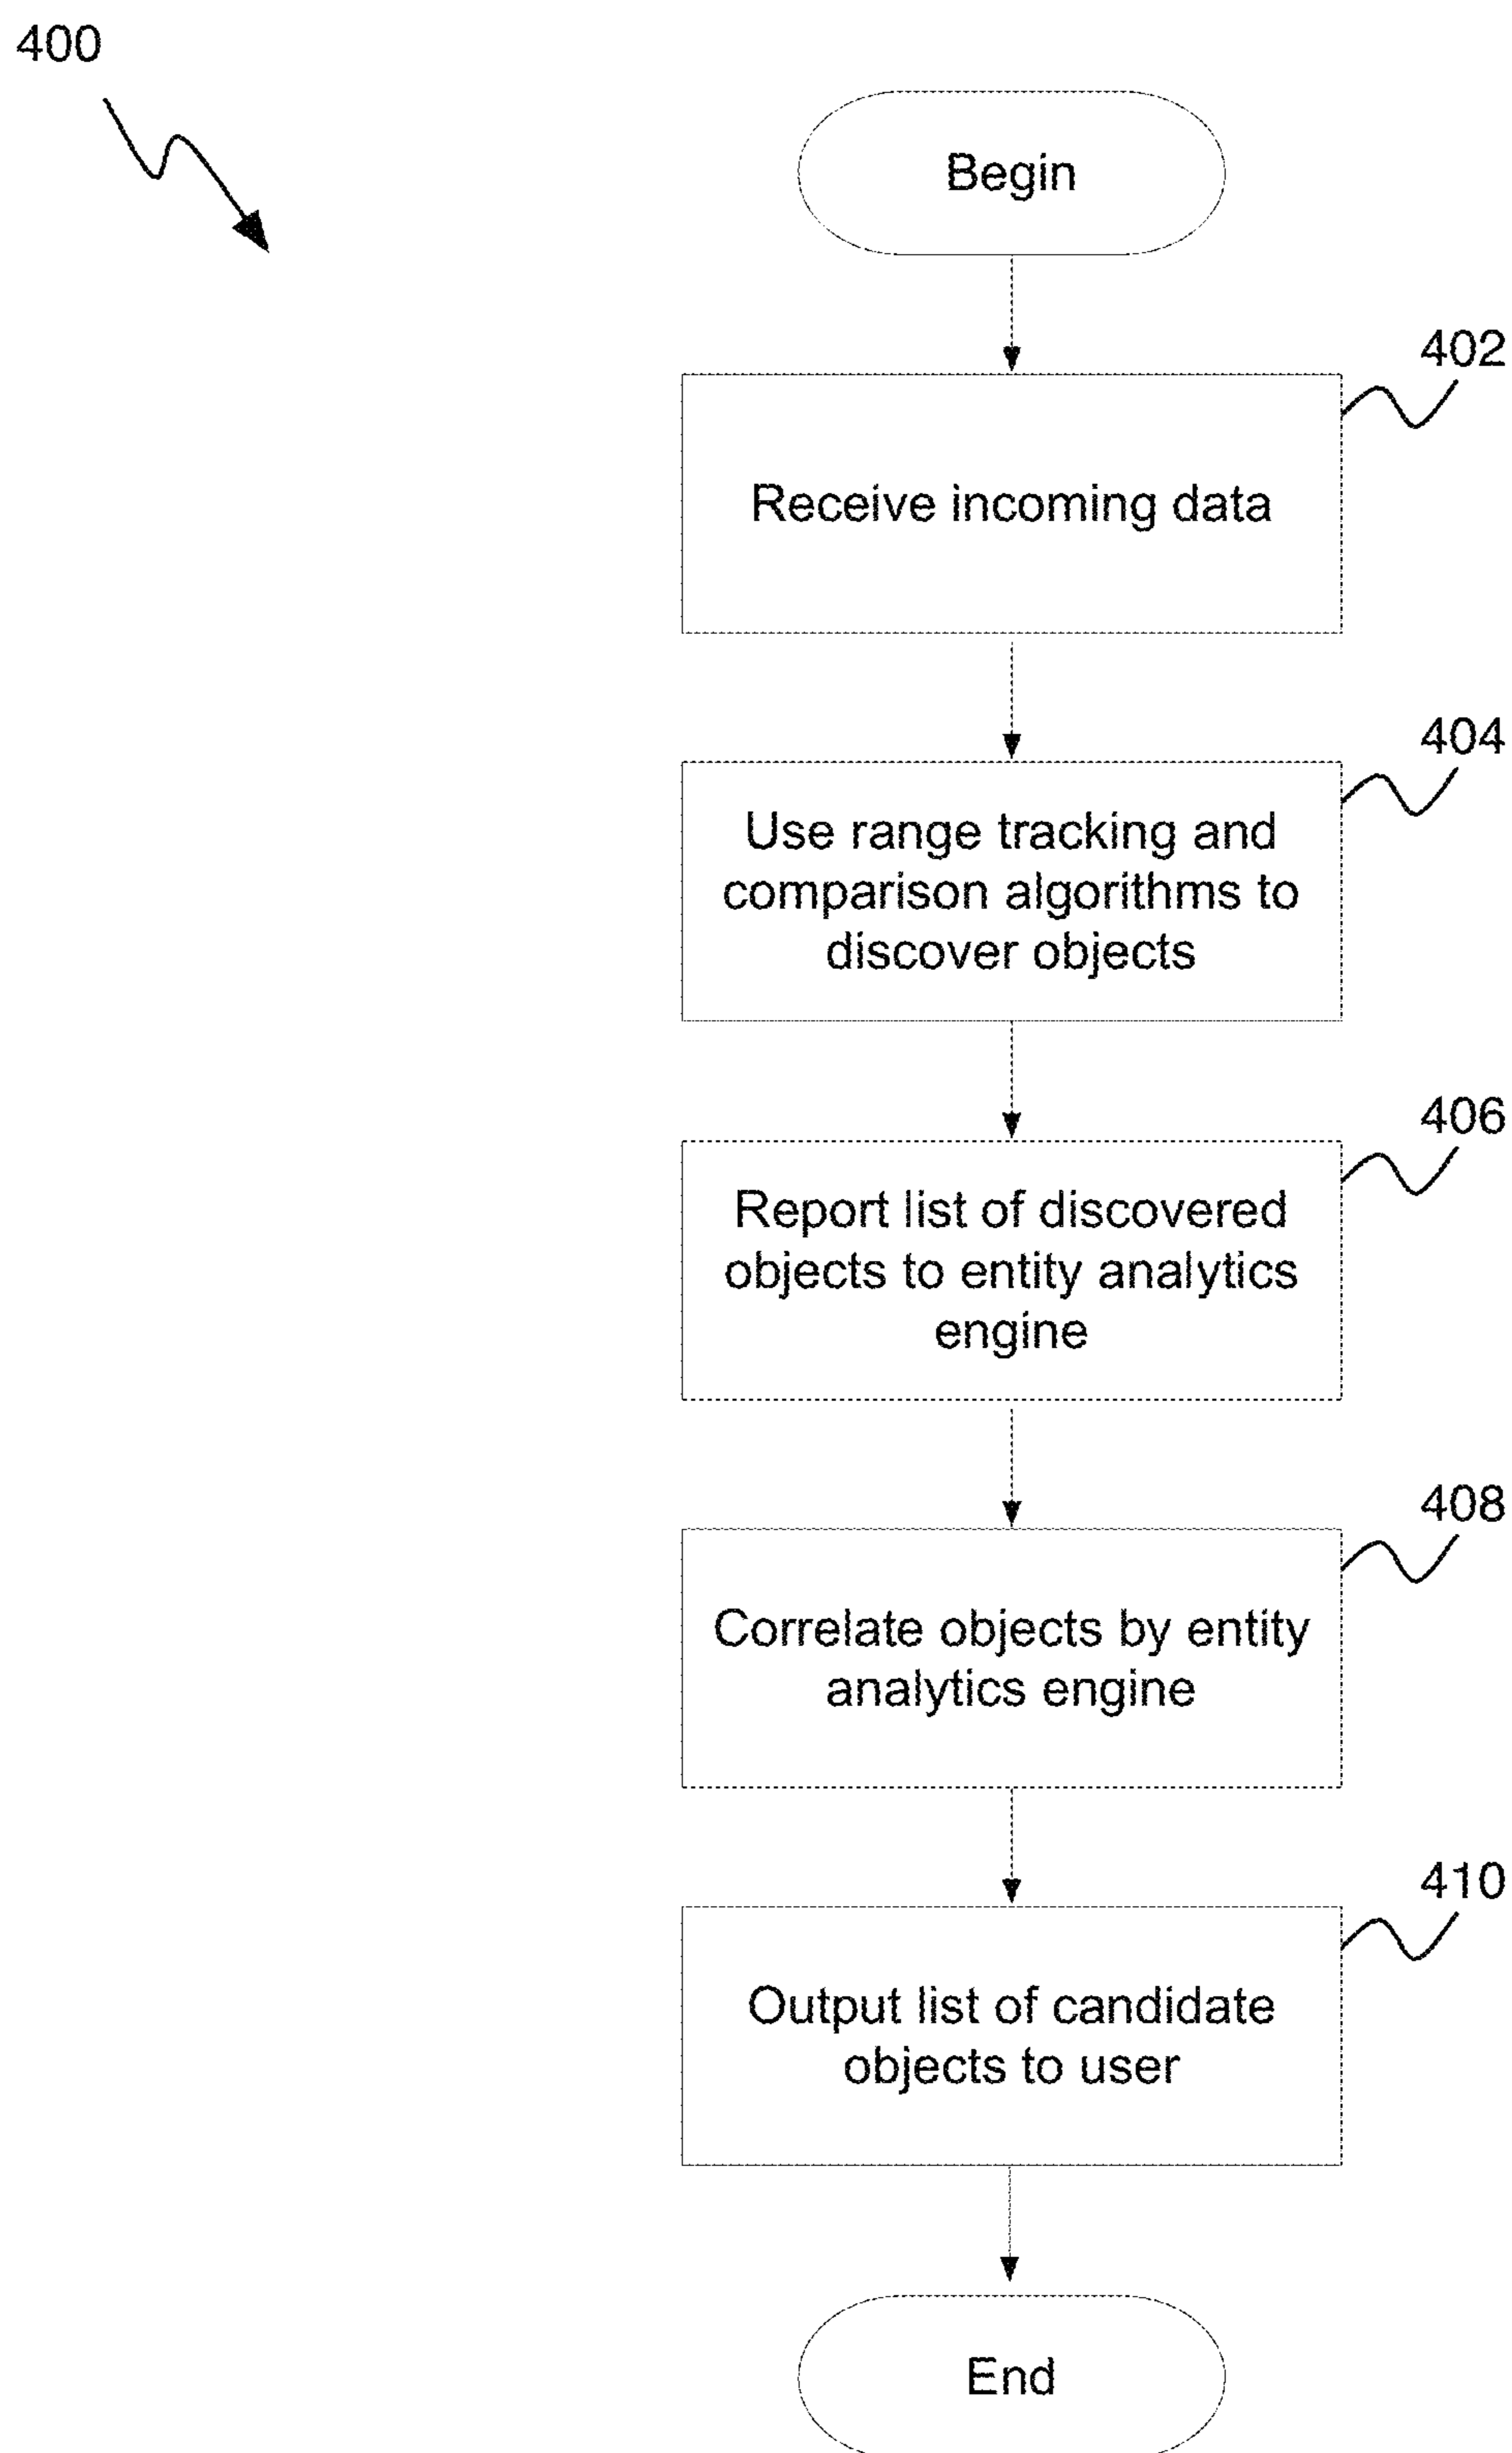 400
Begin
402
Receive incoming data
404
Use range tracking and
comparison algorithms to
discover objects
406
Report list of discovered
objects to entity analytics
engine
408
Correlate objects by entity
analytics engine
410
Output list of candidate
objects to user
End